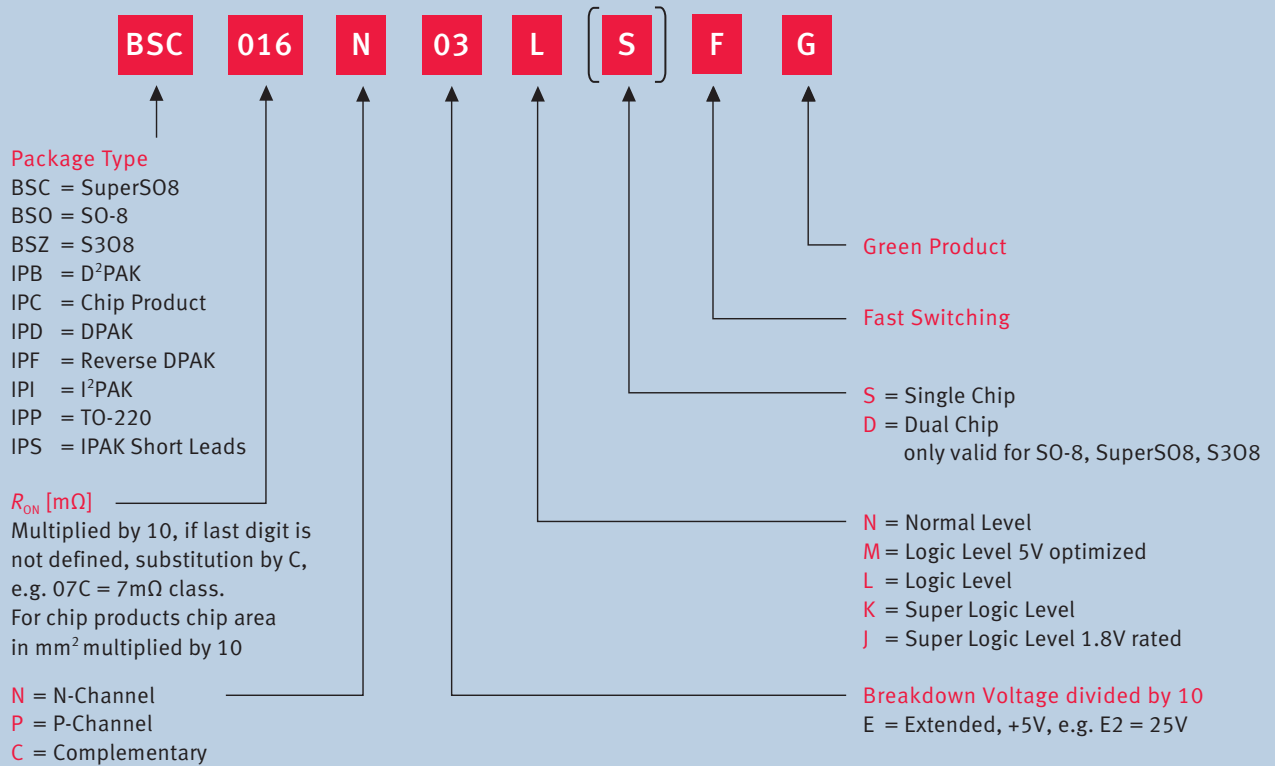 BSC 016 N 03 L (S) F G
Package Type
BSC = SuperSO8
BSO = SO-8
BSZ = S3O8
IPB = D²PAK
IPC = Chip Product
IPD = DPAK
IPF = Reverse DPAK
IPI = I²PAK
IPP = TO-220
IPS = IPAK Short Leads
R_ON [mΩ]
Multiplied by 10, if last digit is
not defined, substitution by C,
e.g. 07C = 7mΩ class.
For chip products chip area
in mm² multiplied by 10
N = N-Channel
P = P-Channel
C = Complementary
Green Product
Fast Switching
S = Single Chip
D = Dual Chip
only valid for SO-8, SuperSO8, S3O8
N = Normal Level
M = Logic Level 5V optimized
L = Logic Level
K = Super Logic Level
J = Super Logic Level 1.8V rated
Breakdown Voltage divided by 10
E = Extended, +5V, e.g. E2 = 25V